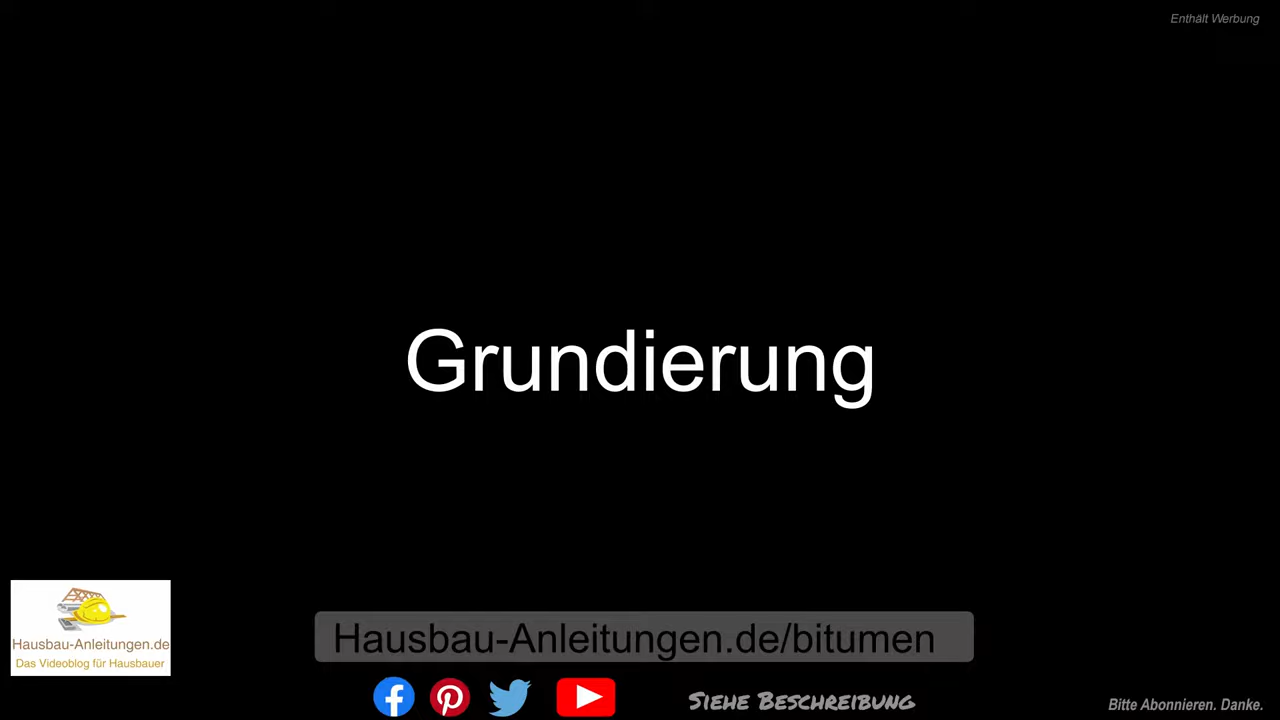 Enthält Werbung
Grundierung
Hausbau-Anleitungen.de
Das Videoblog für Hausbauer
Hausbau-Anleitungen.de/bitumen
Siehe Beschreibung
Bitte Abonnieren. Danke.